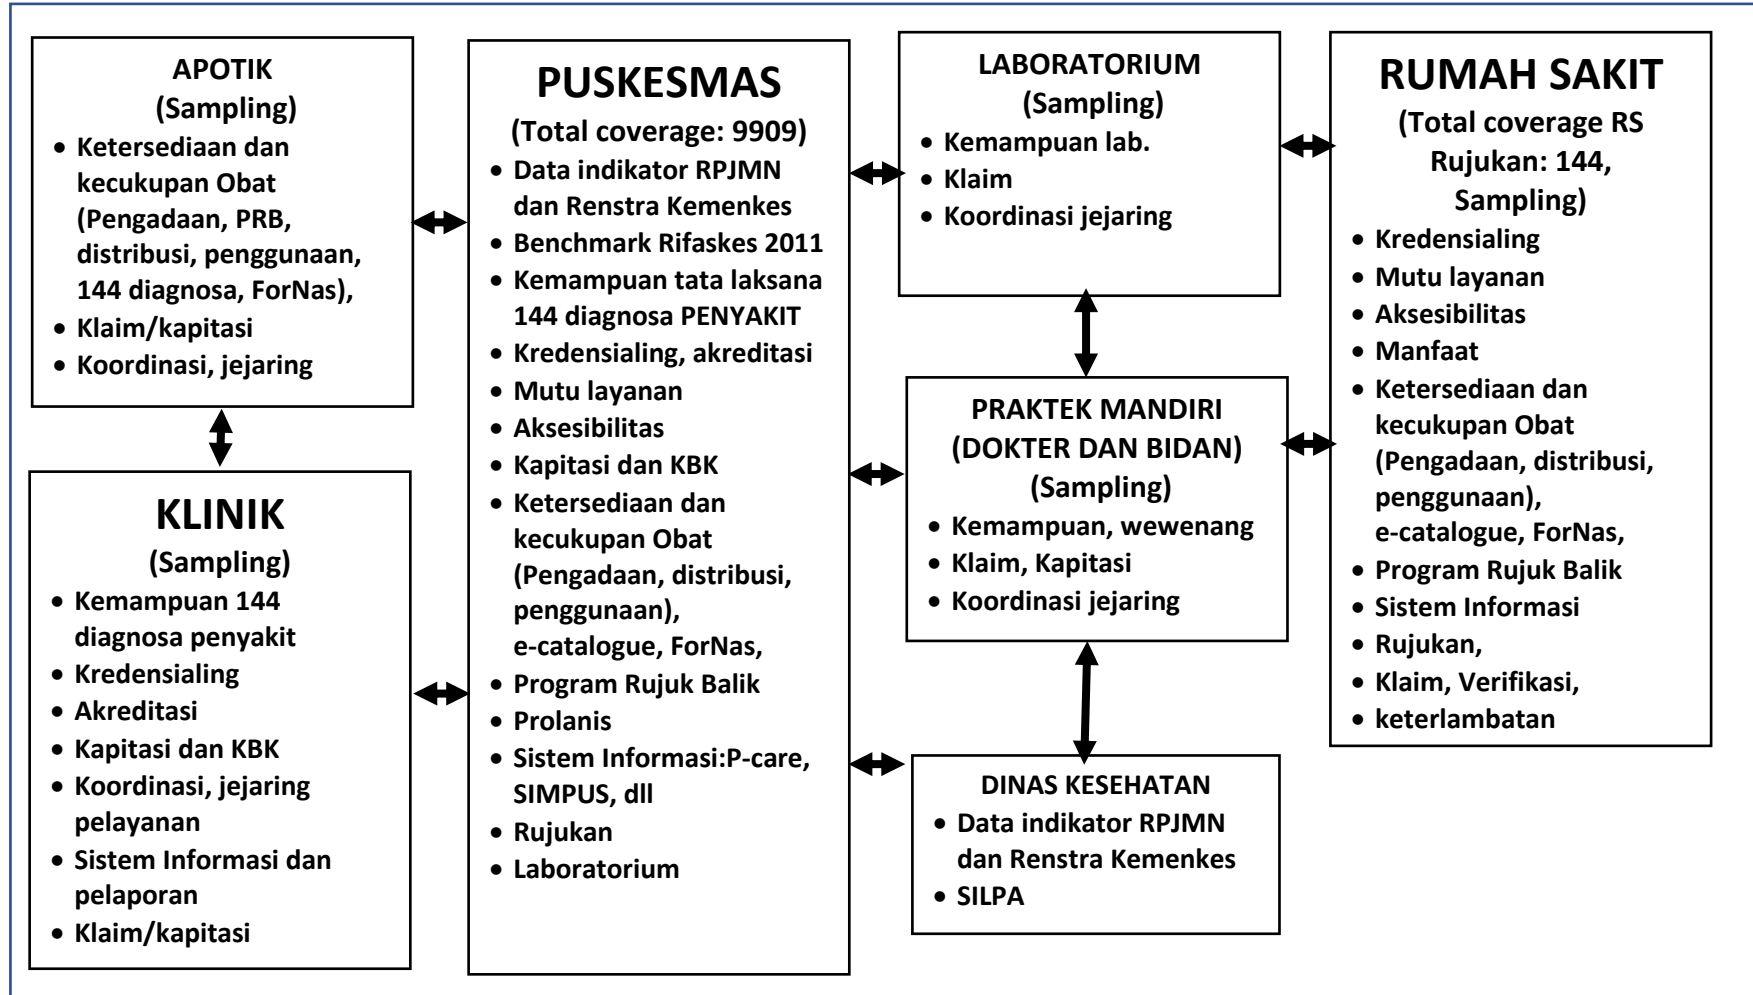 APOTIK
(Sampling)
• Ketersediaan dan
kecukupan Obat
(Pengadaan, PRB,
distribusi, penggunaan,
144 diagnosa, ForNas),
• Klaim/kapitasi
• Koordinasi, jejaring
KLINIK
(Sampling)
• Kemampuan 144
diagnosa penyakit
• Kredensialing
• Akreditasi
• Kapitasi dan KBK
• Koordinasi, jejaring
pelayanan
• Sistem Informasi dan
pelaporan
• Klaim/kapitasi
PUSKESMAS
(Total coverage: 9909)
• Data indikator RPJMN
dan Renstra Kemenkes
• Benchmark Rifaskes 2011
• Kemampuan tata laksana
144 diagnosa PENYAKIT
• Kredensialing, akreditasi
• Mutu layanan
• Aksesibilitas
• Kapitasi dan KBK
• Ketersediaan dan
kecukupan Obat
(Pengadaan, distribusi,
penggunaan),
e-catalogue, ForNas,
• Program Rujuk Balik
• Prolanis
• Sistem Informasi:P-care,
SIMPUS, dll
• Rujukan
• Laboratorium
LABORATORIUM
(Sampling)
• Kemampuan lab.
• Klaim
• Koordinasi jejaring
PRAKTEK MANDIRI
(DOKTER DAN BIDAN)
(Sampling)
• Kemampuan, wewenang
• Klaim, Kapitasi
• Koordinasi jejaring
DINAS KESEHATAN
• Data indikator RPJMN
dan Renstra Kemenkes
• SILPA
RUMAH SAKIT
(Total coverage RS
Rujukan: 144,
Sampling)
• Kredensialing
• Mutu layanan
• Aksesibilitas
• Manfaat
• Ketersediaan dan
kecukupan Obat
(Pengadaan, distribusi,
penggunaan),
e-catalogue, ForNas,
• Program Rujuk Balik
• Sistem Informasi
• Rujukan,
• Klaim, Verifikasi,
• keterlambatan